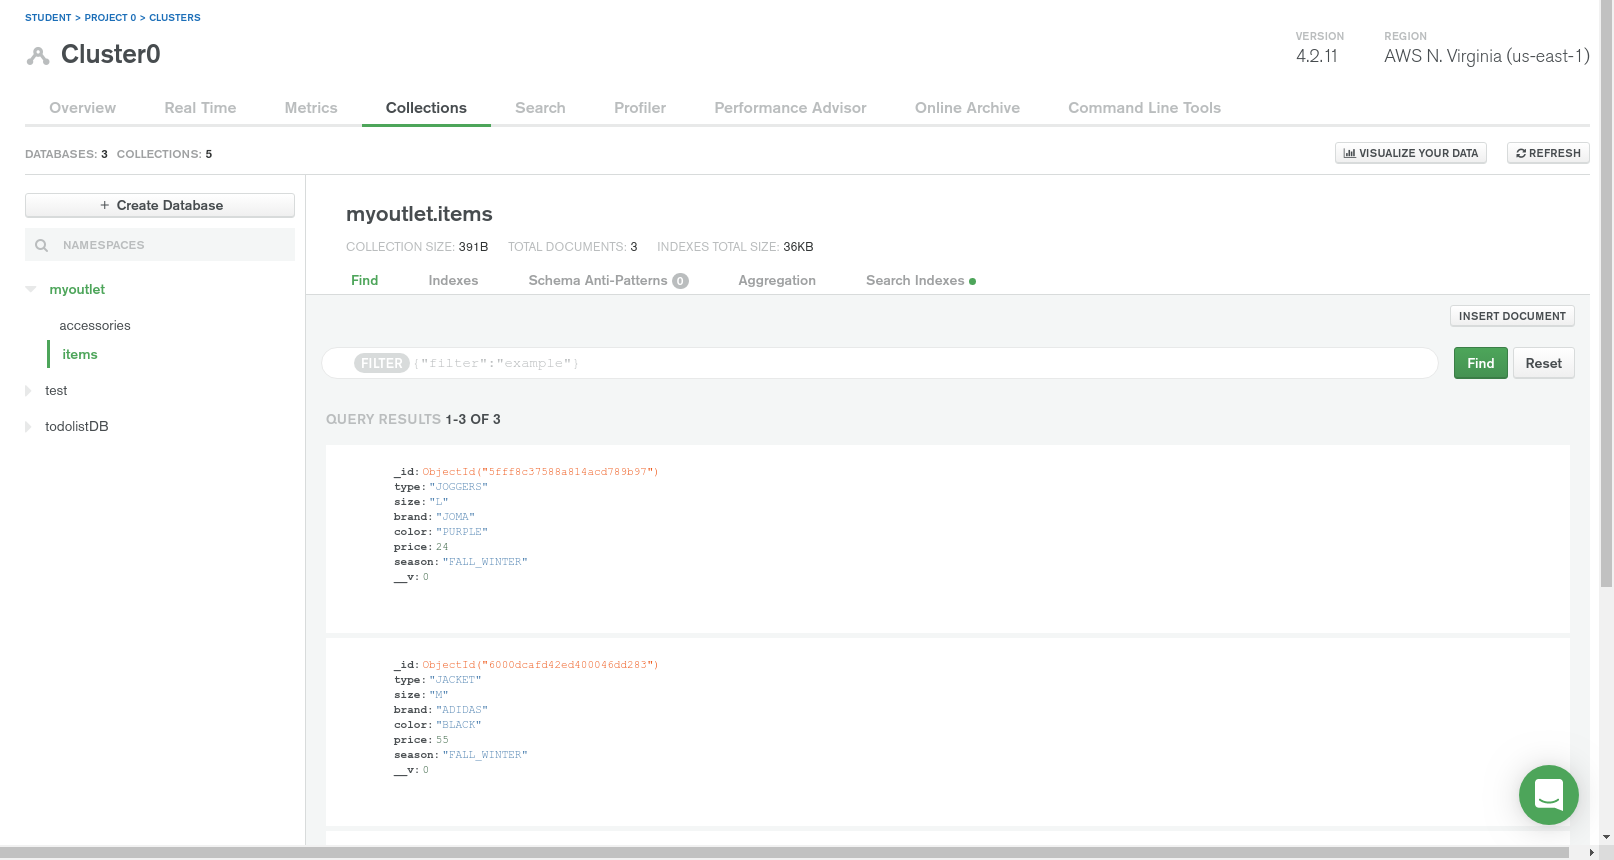 STUDENT > PROJECT 0 > CLUSTERS
Cluster0
VERSION REGION
4.2.11 AWS N. Virginia (us-east-1)
Overview Real Time Metrics Collections Search Profiler Performance Advisor Online Archive Command Line Tools
DATABASES: 3 COLLECTIONS: 5
VISUALIZE YOUR DATA REFRESH
+ Create Database
NAMESPACES
myoutlet
accessories
items
test
todolistDB
myoutlet.items
COLLECTION SIZE: 391B TOTAL DOCUMENTS: 3 INDEXES TOTAL SIZE: 36KB
Find Indexes Schema Anti-Patterns 0 Aggregation Search Indexes
INSERT DOCUMENT
FILTER {"filter":"example"}
Find Reset
QUERY RESULTS 1-3 OF 3
_id: ObjectId("5fff8c37588a814acd789b97")
type: "JOGGERS"
size: "L"
brand: "JOMA"
color: "PURPLE"
price: 24
season: "FALL_WINTER"
__v: 0
_id: ObjectId("6000dcafd42ed400046dd283")
type: "JACKET"
size: "M"
brand: "ADIDAS"
color: "BLACK"
price: 55
season: "FALL_WINTER"
__v: 0